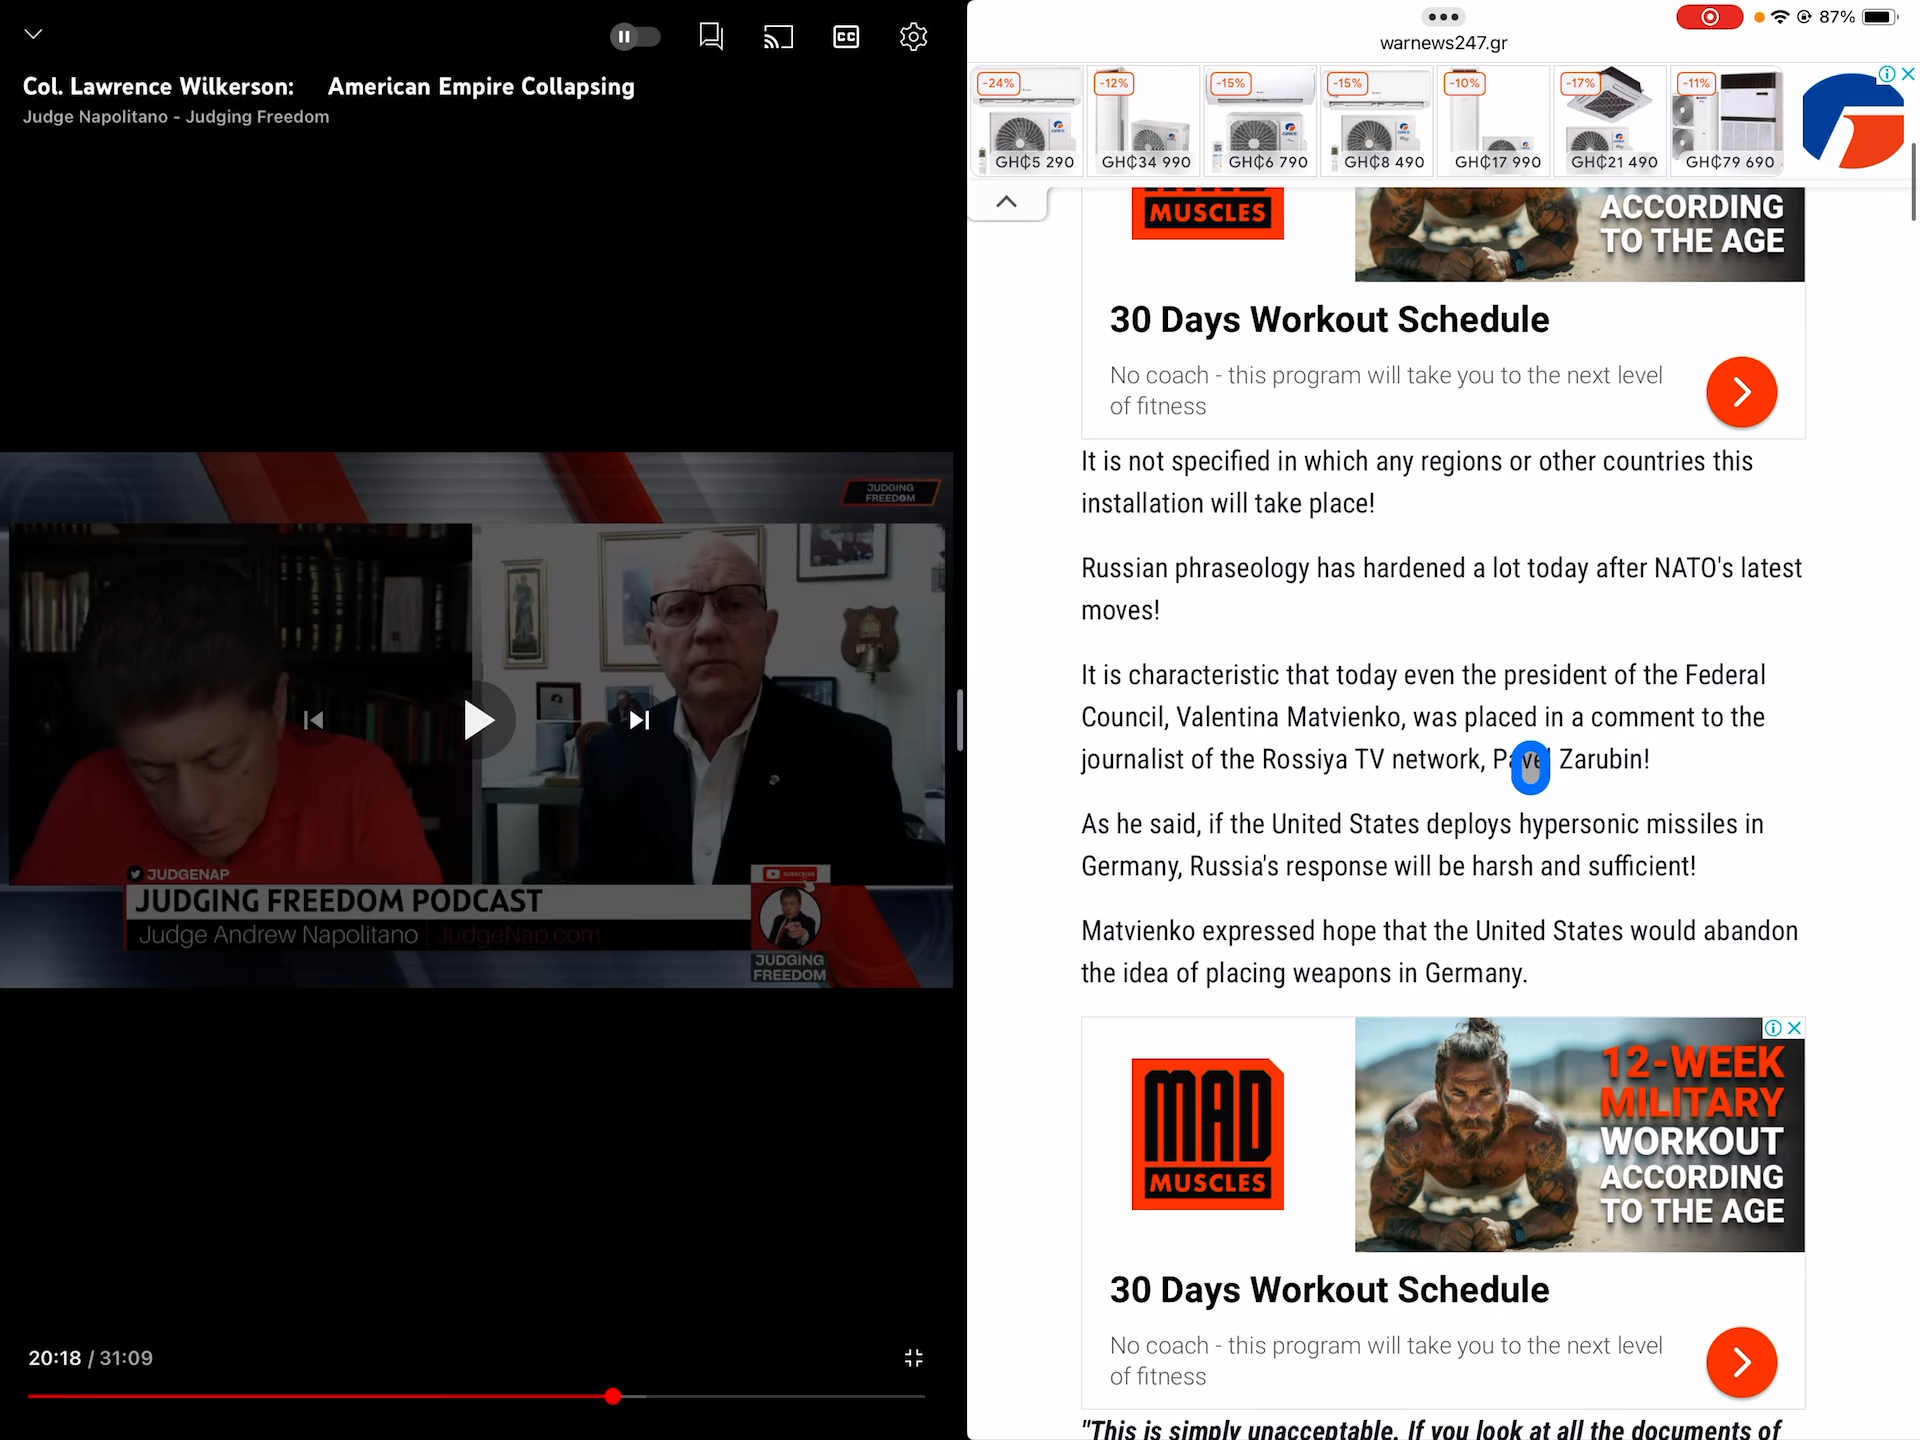 Col. Lawrence Wilkerson: American Empire Collapsing
Judge Napolitano - Judging Freedom
CC
JUDGING
FREEDOM
JUDGENAP
SUBSCRIBE
JUDGING FREEDOM PODCAST
Judge Andrew Napolitano | JudgeNap.com
JUDGING
FREEDOM
20:18 / 31:09
87%
warnews247.gr
-24% -12% -15% -15% -10% -17% -11%
GH₵5 290 GH₵34 990 GH₵6 790 GH₵8 490 GH₵17 990 GH₵21 490 GH₵79 690
MUSCLES
ACCORDING
TO THE AGE
30 Days Workout Schedule
No coach - this program will take you to the next level
of fitness
It is not specified in which any regions or other countries this
installation will take place!
Russian phraseology has hardened a lot today after NATO's latest
moves!
It is characteristic that today even the president of the Federal
Council, Valentina Matvienko, was placed in a comment to the
journalist of the Rossiya TV network, Pavel Zarubin!
As he said, if the United States deploys hypersonic missiles in
Germany, Russia's response will be harsh and sufficient!
Matvienko expressed hope that the United States would abandon
the idea of placing weapons in Germany.
MAD
MUSCLES
12-WEEK
MILITARY
WORKOUT
ACCORDING
TO THE AGE
30 Days Workout Schedule
No coach - this program will take you to the next level
of fitness
"This is simply unacceptable. If you look at all the documents of